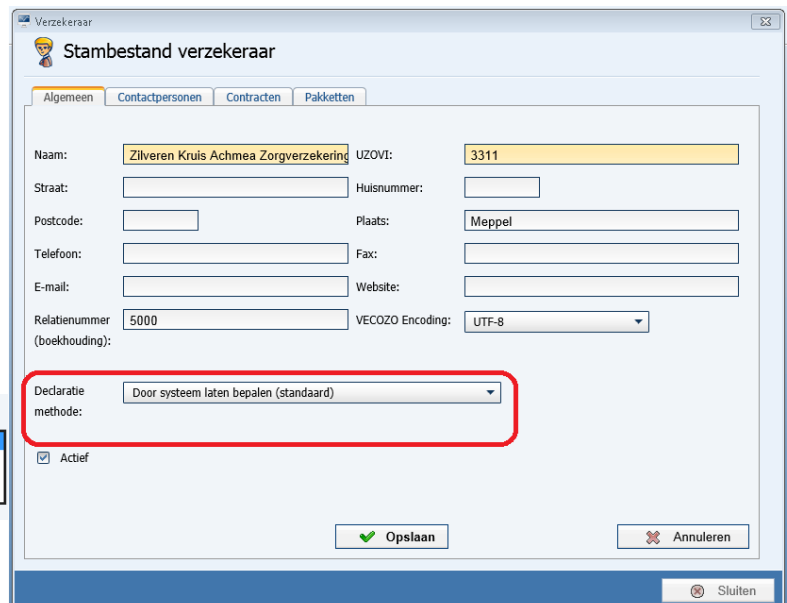 Verzekeraar
Stambestand verzekeraar
Algemeen Contactpersonen Contracten Pakketten
Naam: Zilveren Kruis Achmea Zorgverzekering UZOVI: 3311
Straat: Huisnummer:
Postcode: Plaats: Meppel
Telefoon: Fax:
E-mail: Website:
Relatienummer 5000 VECOZO Encoding: UTF-8
(boekhouding):
Declaratie Door systeem laten bepalen (standaard)
methode:
Actief
Opslaan Annuleren
Sluiten